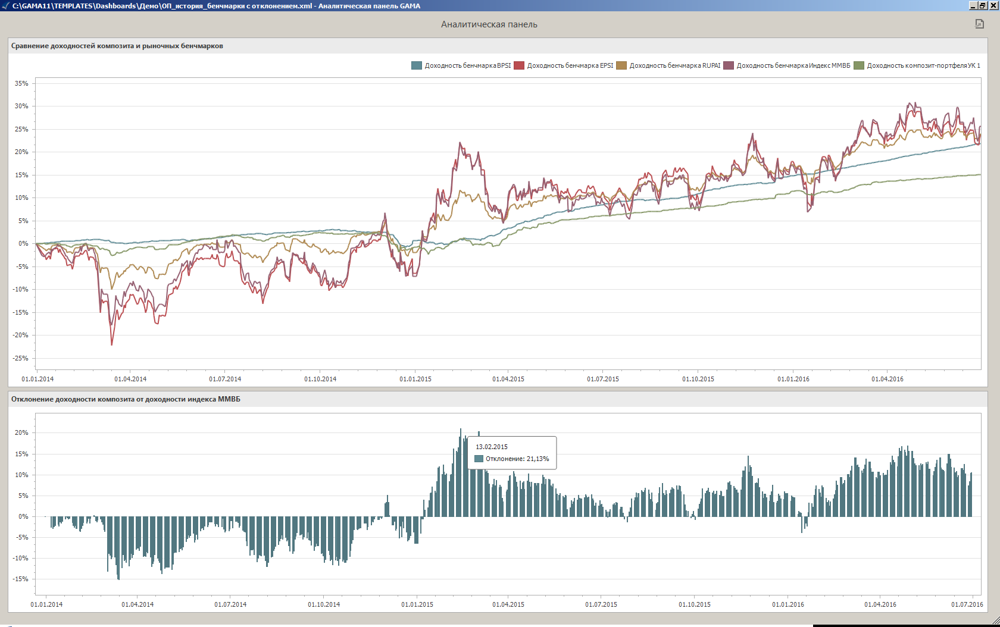 C:\GAMA11\TEMPLATES\Dashboards\Демо\ОП_история_бенчмарки с отклонением.xml - Аналитическая панель GAMA
Аналитическая панель
Сравнение доходностей композита и рыночных бенчмарков
Доходность бенчмарка BPSI Доходность бенчмарка EPSI Доходность бенчмарка RUPAI Доходность бенчмарка Индекс ММВБ Доходность композит-портфеля УК 1
35%
30%
25%
20%
15%
10%
5%
0%
-5%
-10%
-15%
-20%
-25%
01.01.2014 01.04.2014 01.07.2014 01.10.2014 01.01.2015 01.04.2015 01.07.2015 01.10.2015 01.01.2016 01.04.2016
Отклонение доходности композита от доходности индекса ММВБ
20%
13.02.2015
15%
Отклонение: 21,13%
10%
5%
0%
-5%
-10%
-15%
01.01.2014 01.04.2014 01.07.2014 01.10.2014 01.01.2015 01.04.2015 01.07.2015 01.10.2015 01.01.2016 01.04.2016 01.07.2016